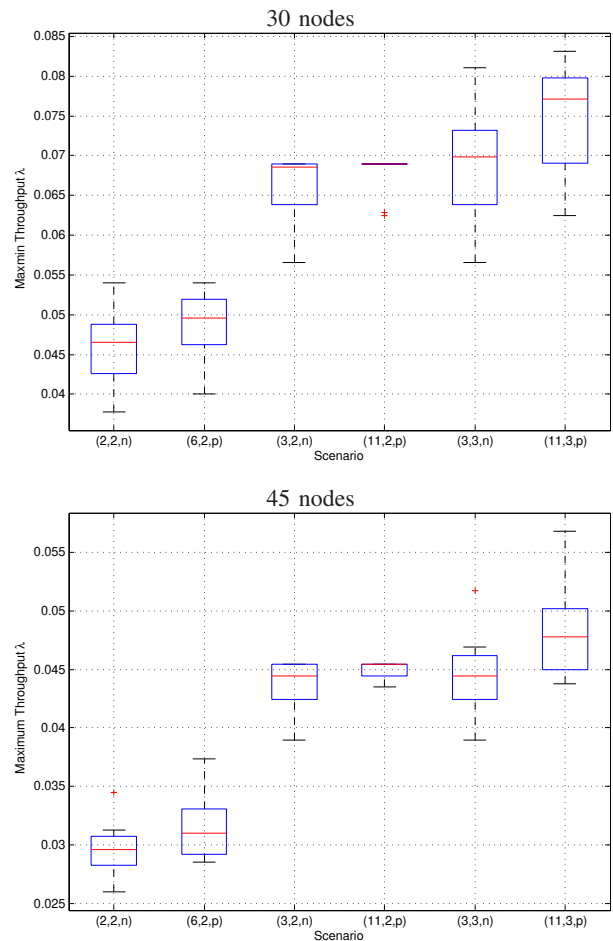 30 nodes
0.085
0.08
0.075
0.07
0.065
0.06
0.055
0.05
0.045
0.04
Maxmin Throughput λ
(2,2,n) (6,2,p) (3,2,n) (11,2,p) (3,3,n) (11,3,p)
Scenario
45 nodes
0.055
0.05
0.045
0.04
0.035
0.03
0.025
Maximum Throughput λ
(2,2,n) (6,2,p) (3,2,n) (11,2,p) (3,3,n) (11,3,p)
Scenario